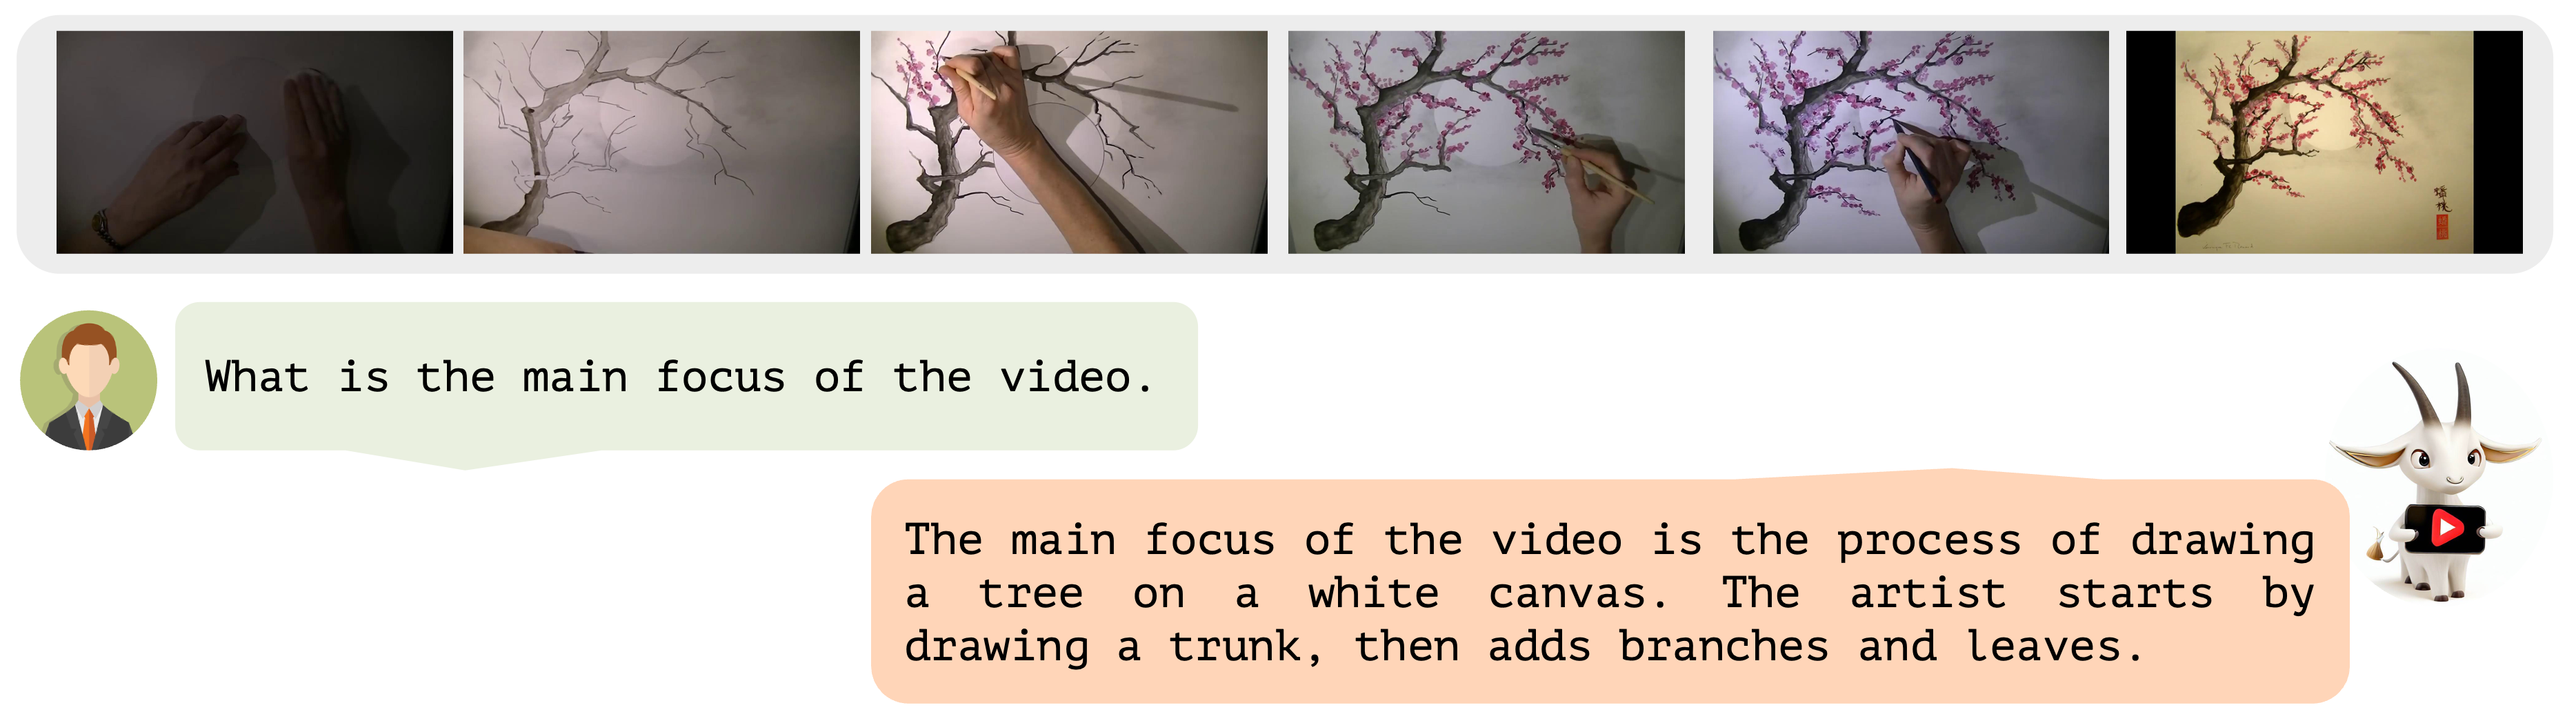 What is the main focus of the video.
The main focus of the video is the process of drawing
a tree on a white canvas. The artist starts by
drawing a trunk, then adds branches and leaves.